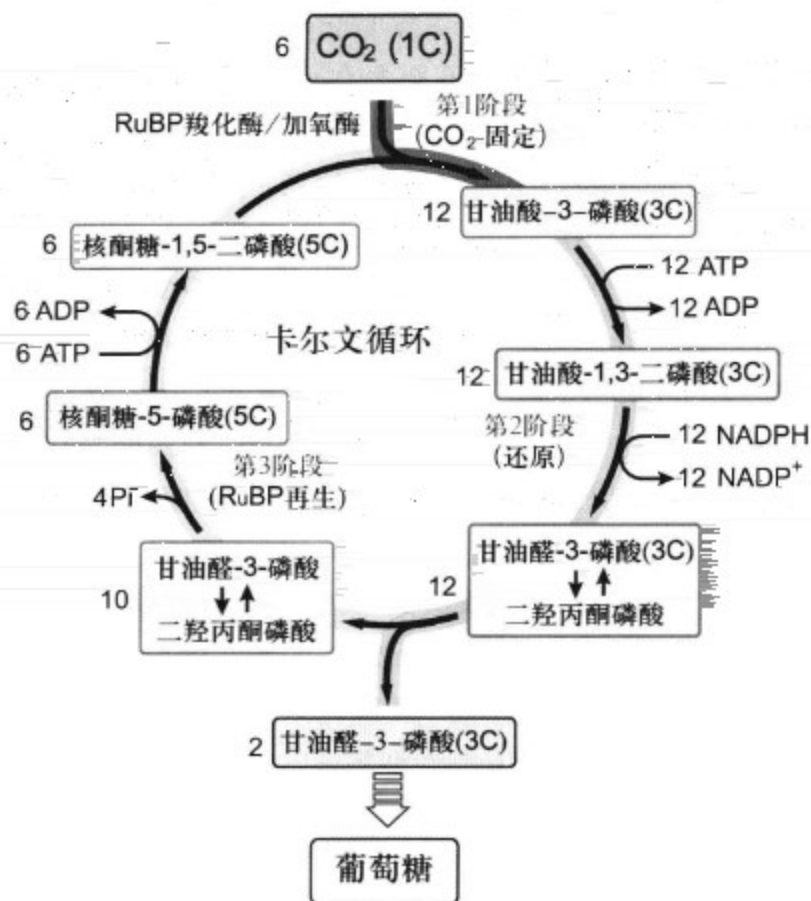 6 CO₂ (1C)
RuBP羧化酶/加氧酶
第1阶段
(CO₂-固定)
12 甘油酸-3-磷酸(3C)
12 ATP
12 ADP
12 甘油酸-1,3-二磷酸(3C)
第2阶段
(还原)
12 NADPH
12 NADP⁺
12
甘油醛-3-磷酸(3C)
二羟丙酮磷酸
2 甘油醛-3-磷酸(3C)
葡萄糖
10
甘油醛-3-磷酸
二羟丙酮磷酸
第3阶段
(RuBP再生)
4Pi
6 核酮糖-5-磷酸(5C)
6 ADP
6 ATP
6 核酮糖-1,5-二磷酸(5C)
卡尔文循环